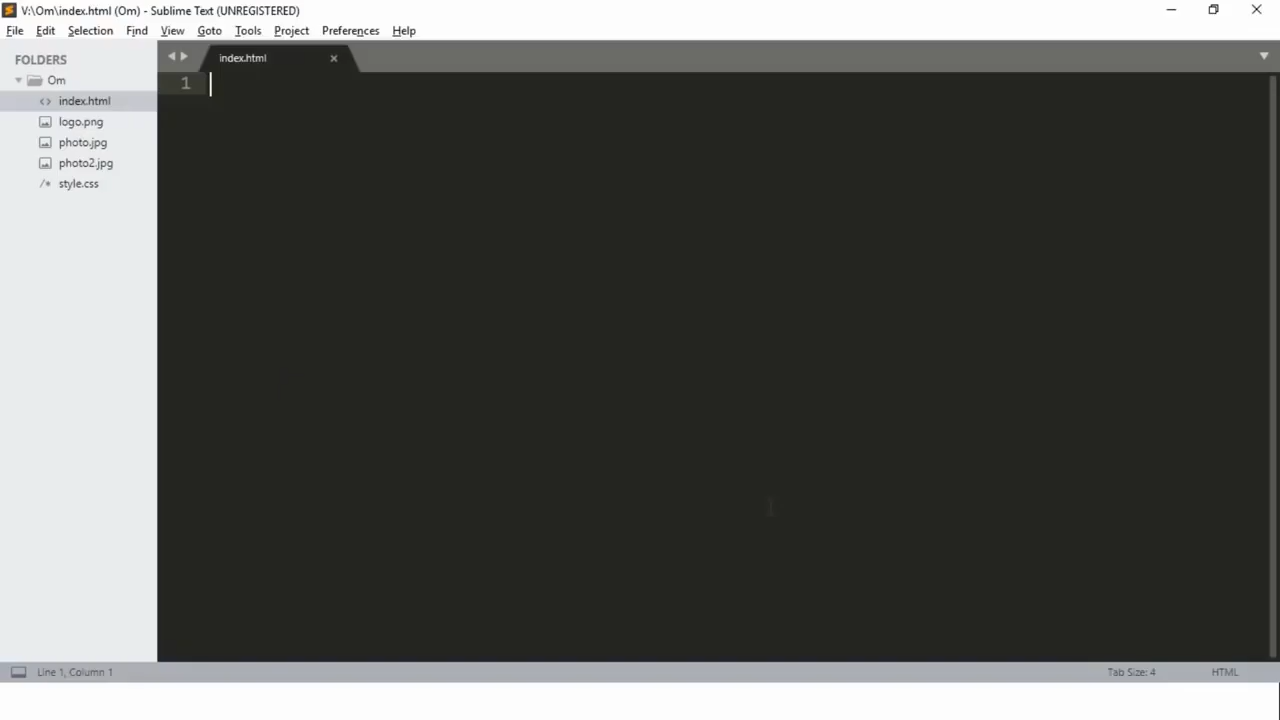 V:\Om\index.html (Om) - Sublime Text (UNREGISTERED)
File Edit Selection Find View Goto Tools Project Preferences Help
FOLDERS
Om
index.html
logo.png
photo.jpg
photo2.jpg
style.css
index.html
1
Line 1, Column 1
Tab Size: 4
HTML